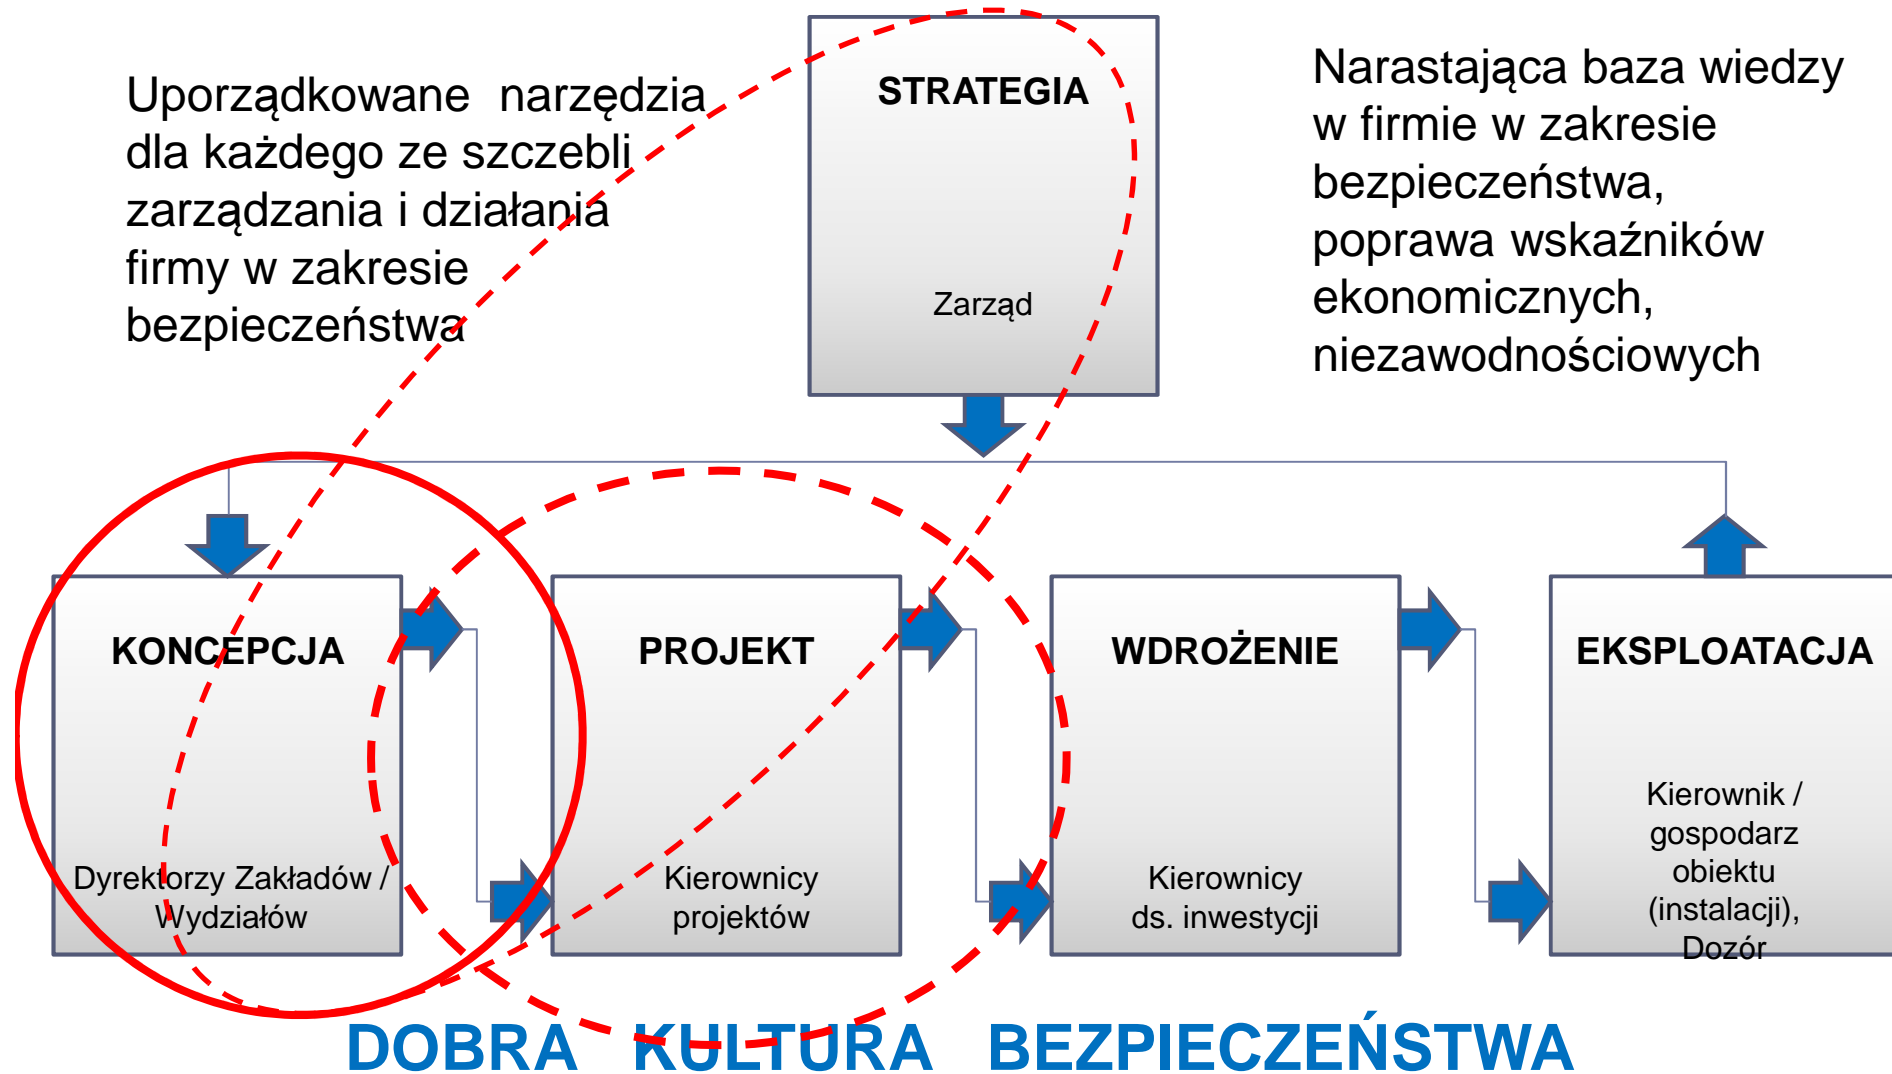 Uporządkowane narzędzia
dla każdego ze szczebli
zarządzania i działania
firmy w zakresie
bezpieczeństwa
STRATEGIA
Zarząd
Narastająca baza wiedzy
w firmie w zakresie
bezpieczeństwa,
poprawa wskaźników
ekonomicznych,
niezawodnościowych
KONCEPCJA
Dyrektorzy Zakładów /
Wydziałów
PROJEKT
Kierownicy
projektów
WDROŻENIE
Kierownicy
ds. inwestycji
EKSPLOATACJA
Kierownik /
gospodarz
obiektu
(instalacji),
Dozór
DOBRA KULTURA BEZPIECZEŃSTWA